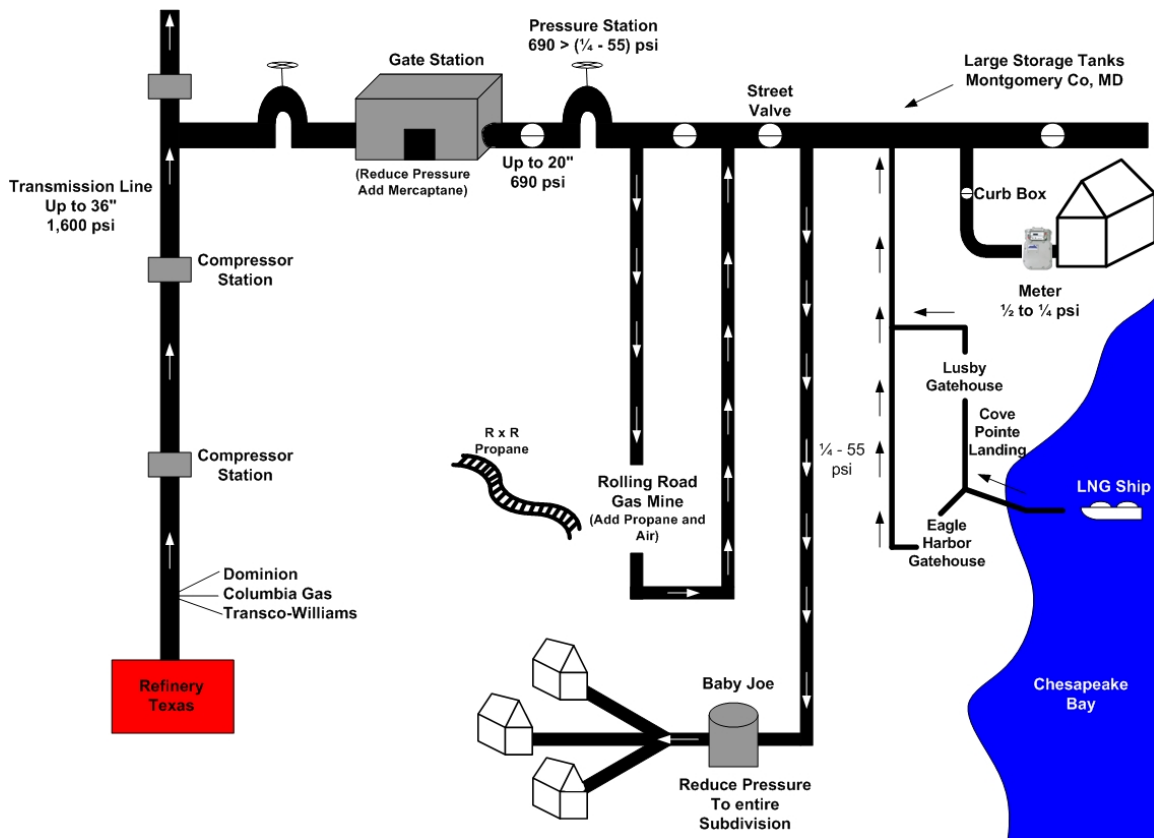 Pressure Station
690 > (¼ - 55) psi
Gate Station
Large Storage Tanks
Montgomery Co, MD
Street
Valve
(Reduce Pressure
Add Mercaptane)
Up to 20"
690 psi
Transmission Line
Up to 36"
1,600 psi
Curb Box
Compressor
Station
Meter
½ to ¼ psi
Lusby
Gatehouse
Cove
Pointe
Landing
R x R
Propane
¼ - 55
psi
Compressor
Station
Rolling Road
Gas Mine
(Add Propane and
Air)
LNG Ship
Eagle
Harbor
Gatehouse
Dominion
Columbia Gas
Transco-Williams
Refinery
Texas
Baby Joe
Chesapeake
Bay
Reduce Pressure
To entire
Subdivision